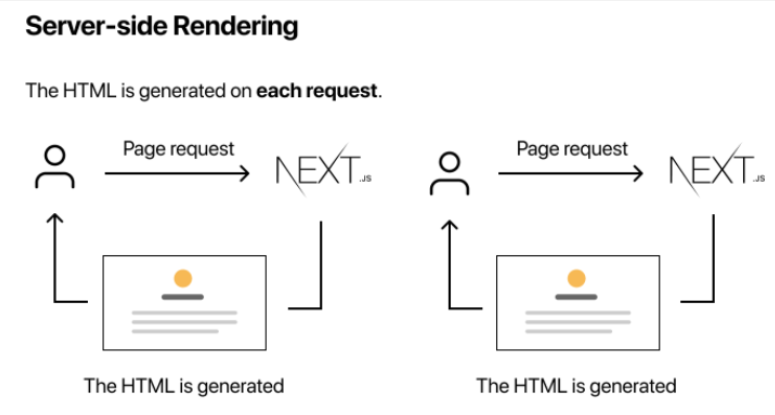 Server-side Rendering
The HTML is generated on each request.
Page request
NEXT.JS
Page request
NEXT.JS
The HTML is generated
The HTML is generated